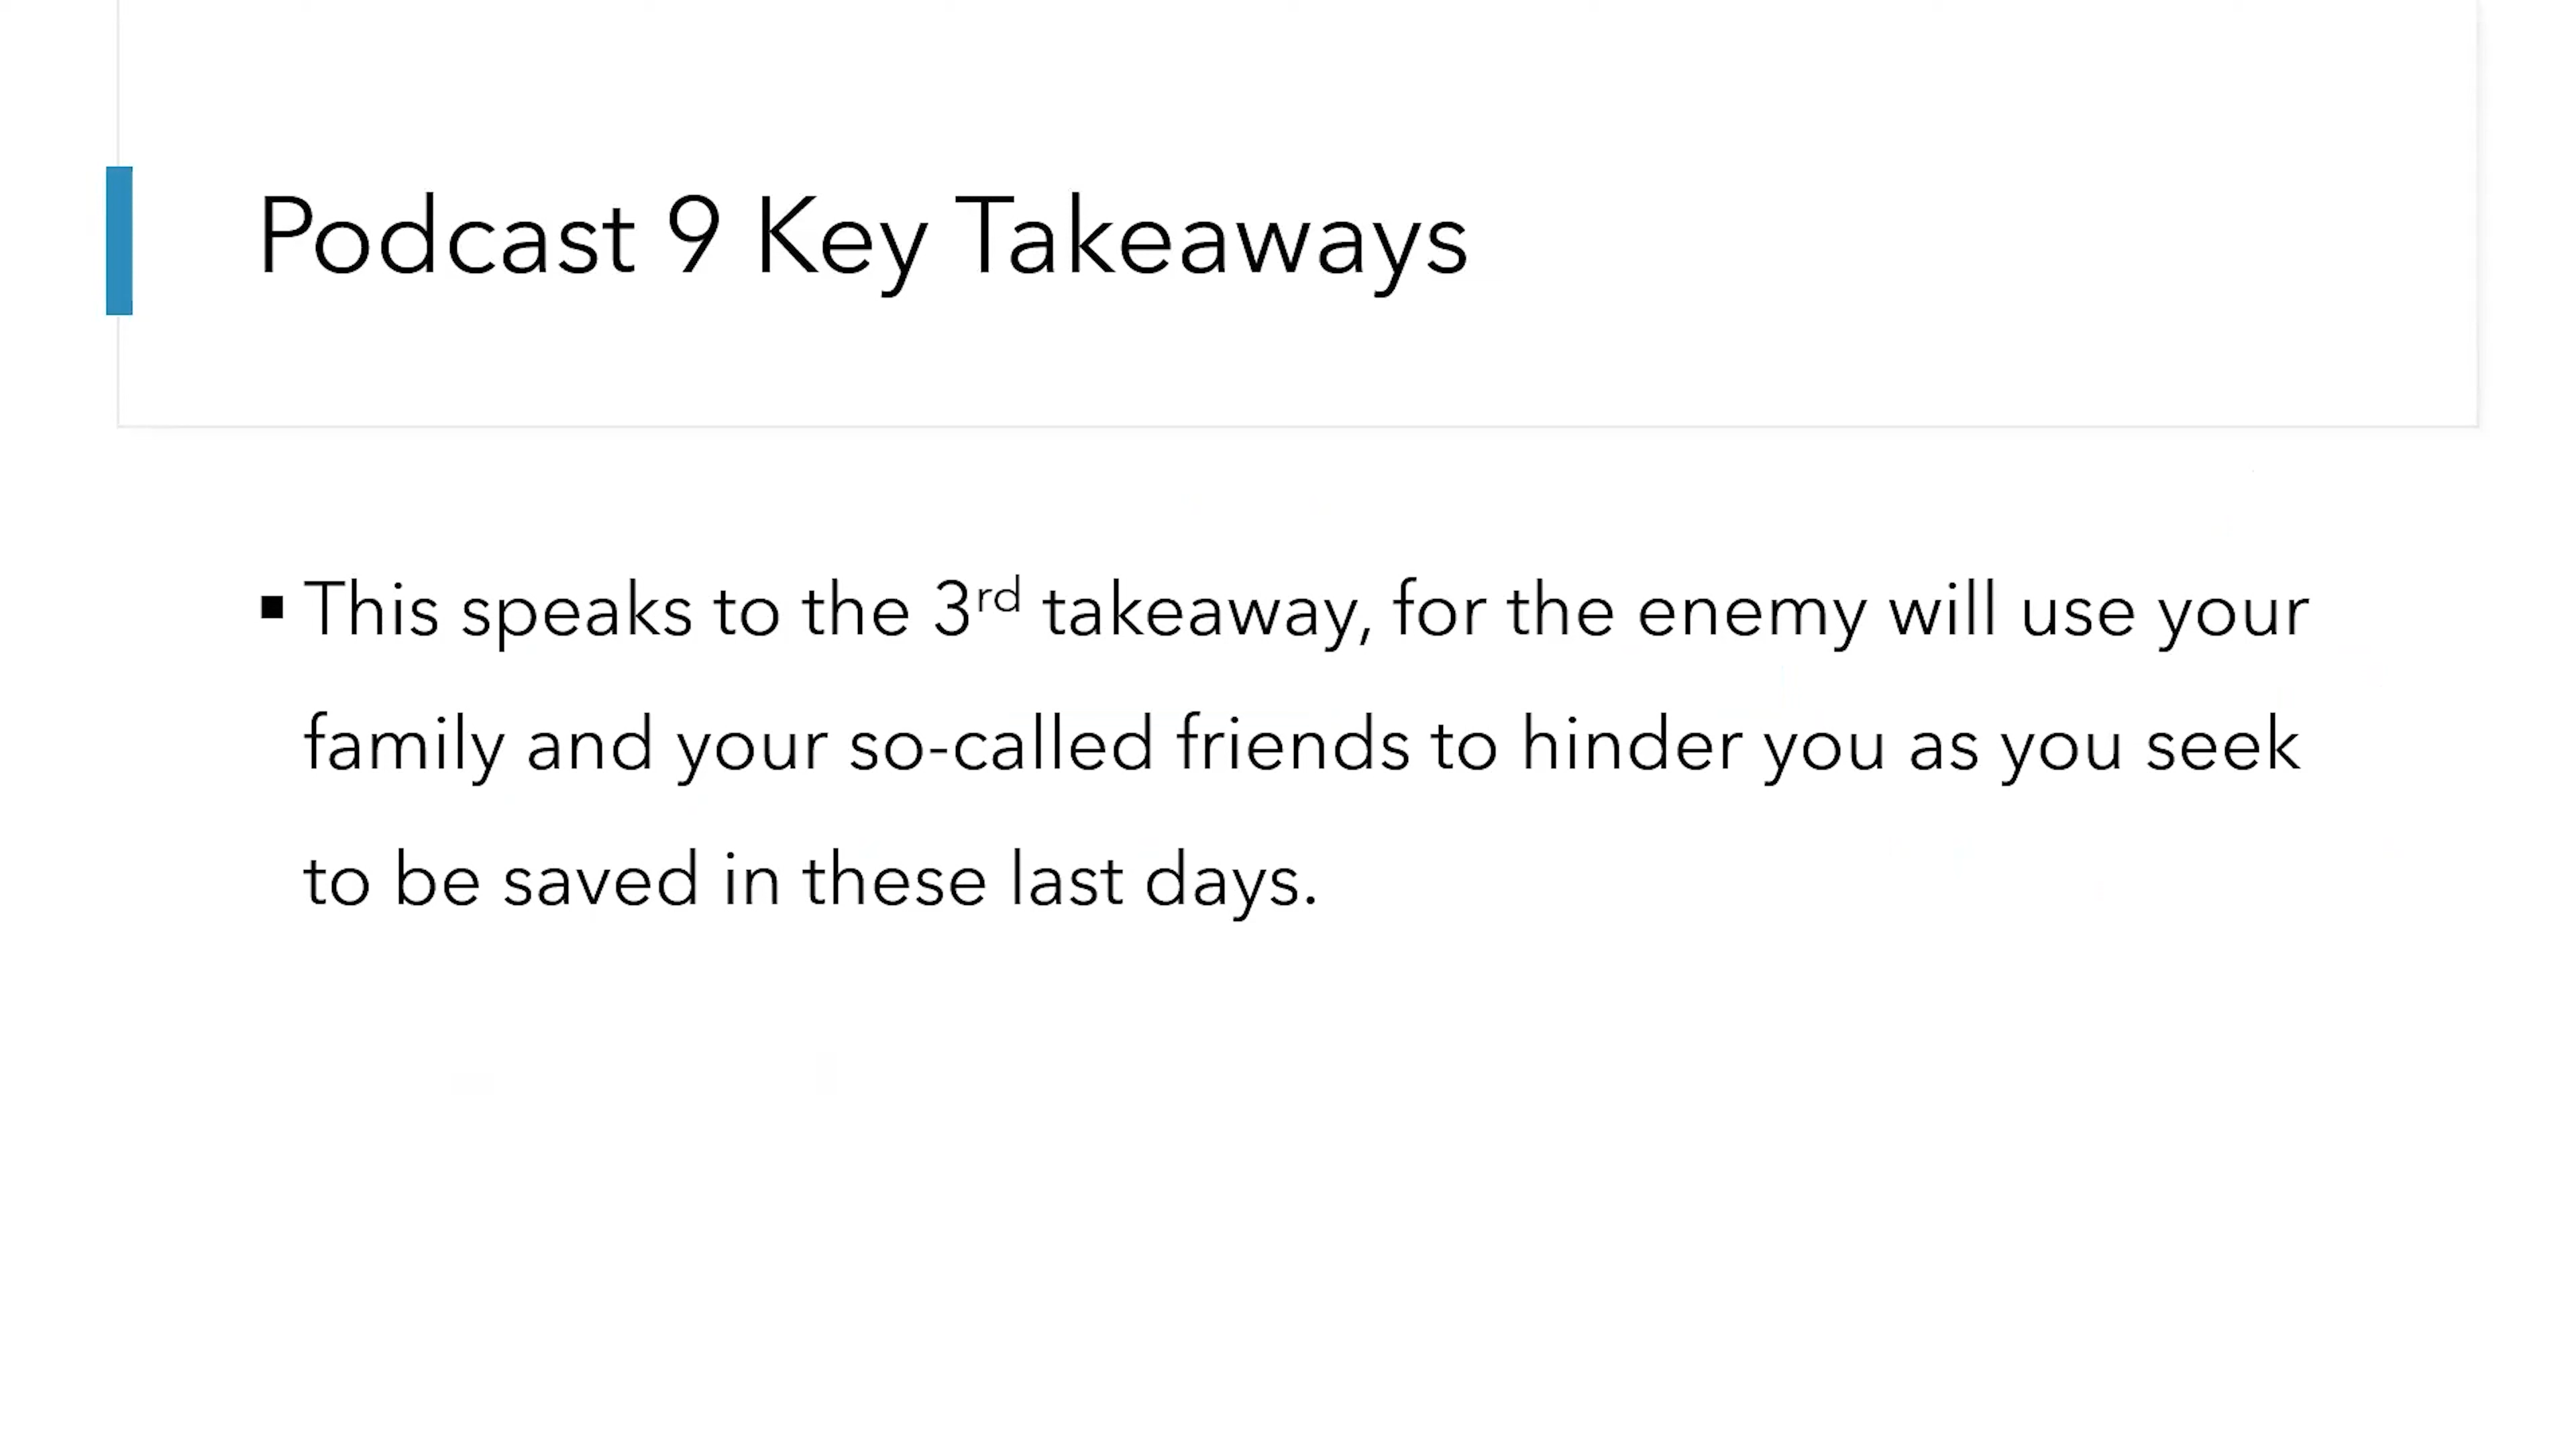 Podcast 9 Key Takeaways
▪ This speaks to the 3rd takeaway, for the enemy will use your
family and your so-called friends to hinder you as you seek
to be saved in these last days.